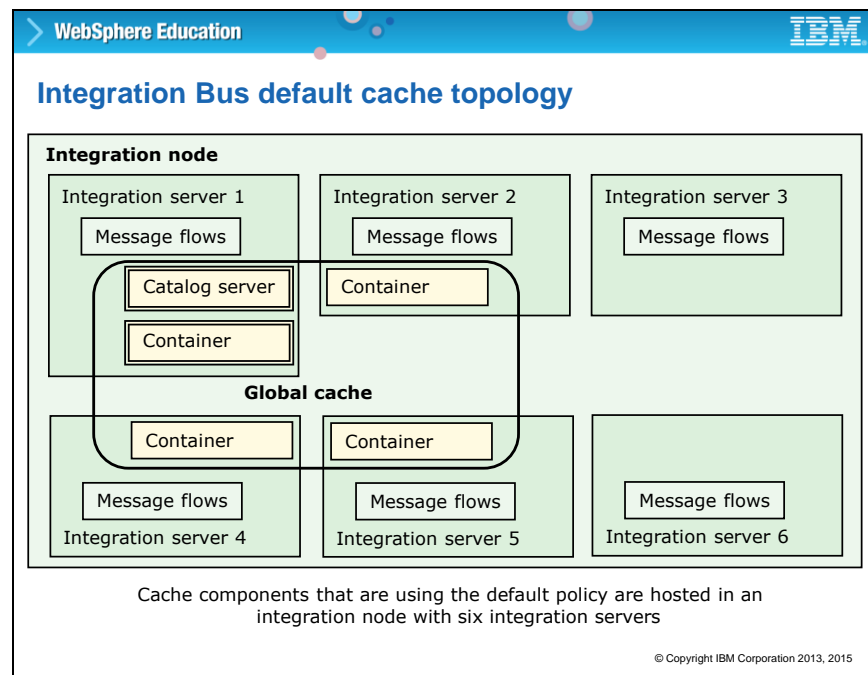 WebSphere Education
IBM
Integration Bus default cache topology
Integration node
Integration server 1
Message flows
Catalog server
Container
Integration server 2
Message flows
Container
Integration server 3
Message flows
Global cache
Container
Message flows
Integration server 4
Container
Message flows
Integration server 5
Message flows
Integration server 6
Cache components that are using the default policy are hosted in an
integration node with six integration servers
© Copyright IBM Corporation 2013, 2015